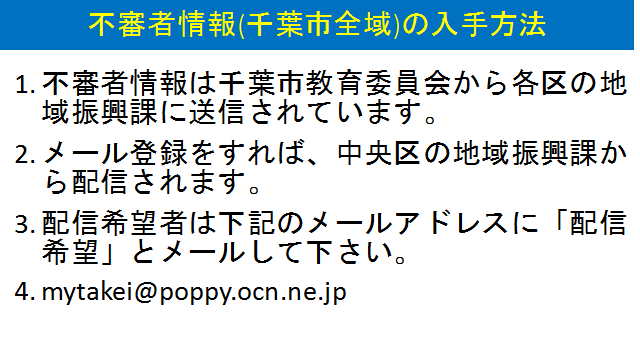 不審者情報(千葉市全域)の入手方法
1. 不審者情報は千葉市教育委員会から各区の地
域振興課に送信されています。
2. メール登録をすれば、中央区の地域振興課か
ら配信されます。
3. 配信希望者は下記のメールアドレスに「配信
希望」とメールして下さい。
4. mytakei@poppy.ocn.ne.jp